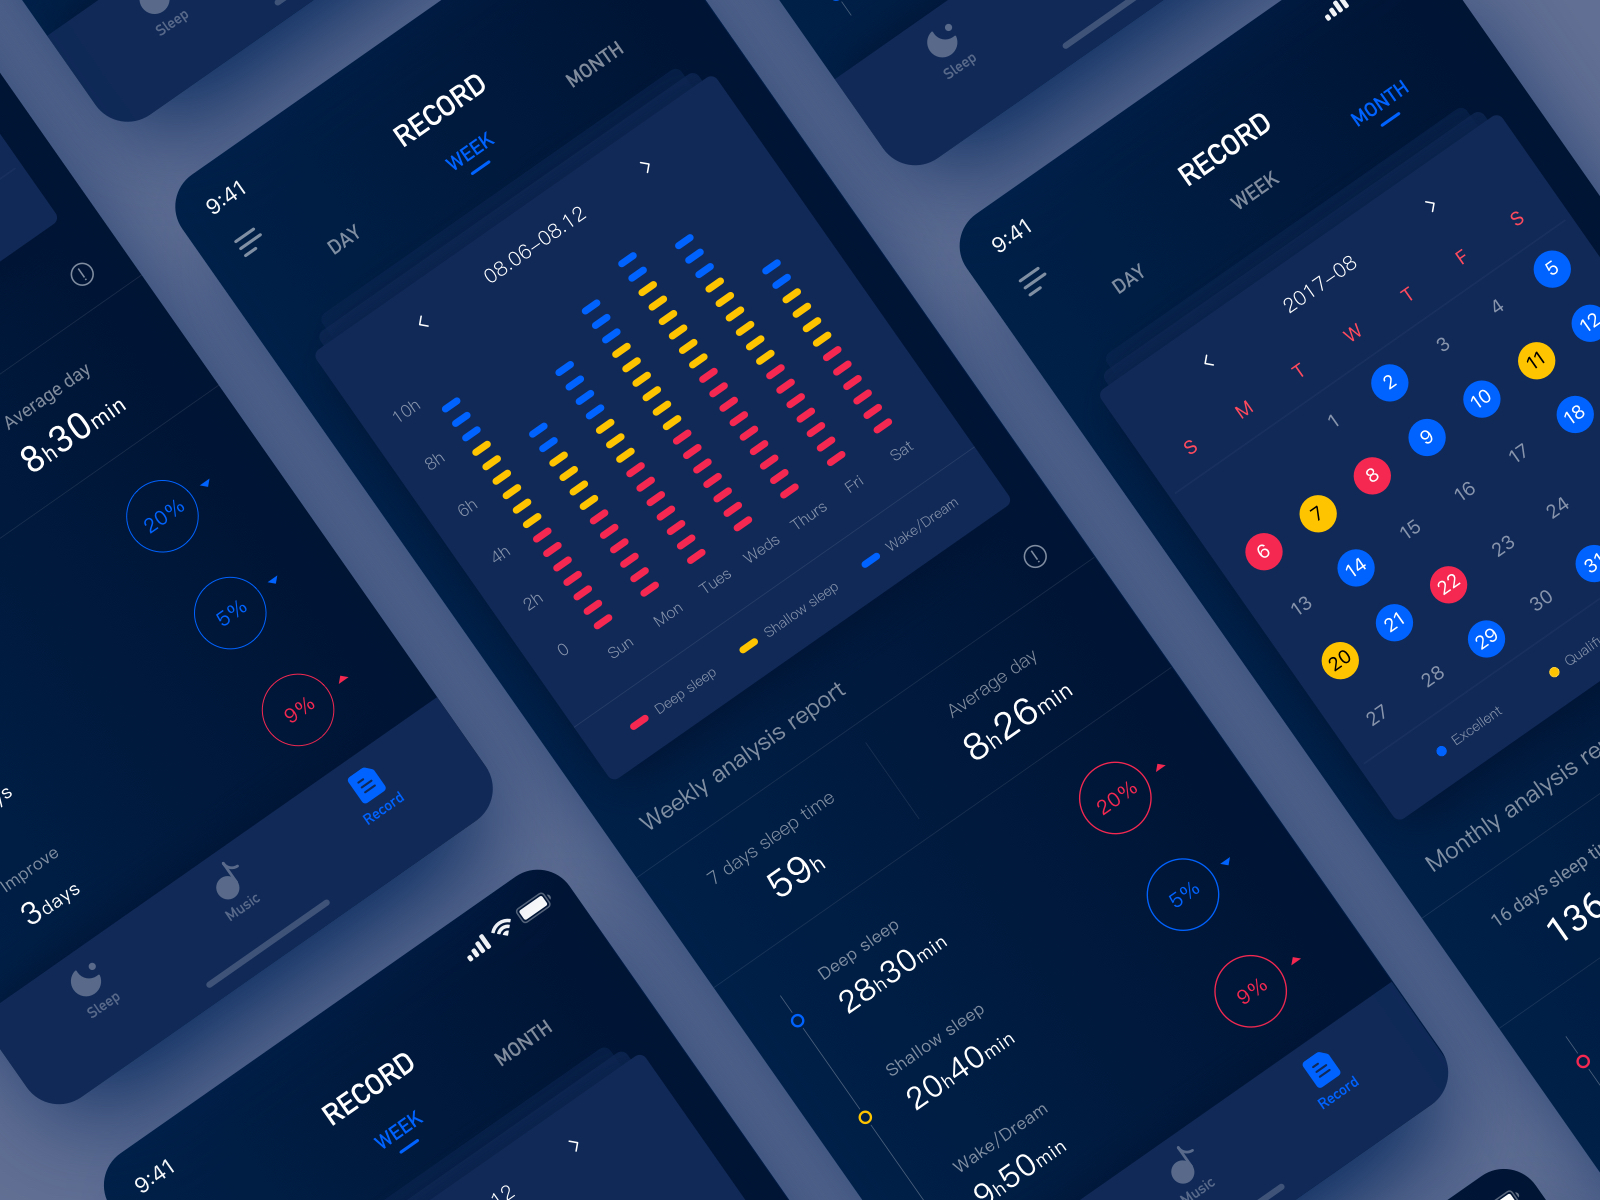 Sleep
Average day
8h30min
20%
5%
9%
ys
Improve
3days
Record
Music
Sleep
9:41
RECORD
DAY
WEEK
MONTH
08.06–08.12
10h
8h
6h
4h
2h
0
Sun
Mon
Tues
Weds
Thurs
Fri
Sat
Deep sleep
Shallow sleep
Wake/Dream
Weekly analysis report
7 days sleep time
59h
Average day
8h26min
Deep sleep
28h30min
20%
Shallow sleep
20h40min
5%
Wake/Dream
9h50min
9%
Record
Music
9:41
RECORD
WEEK
MONTH
12
Sleep
9:41
RECORD
DAY
WEEK
MONTH
2017–08
S M T W T F S
1 2 3 4 5
6 7 8 9 10 11 12
13 14 15 16 17 18
20 21 22 23 24
27 28 29 30 31
Excellent
Qualify
Monthly analysis re
16 days sleep tim
136